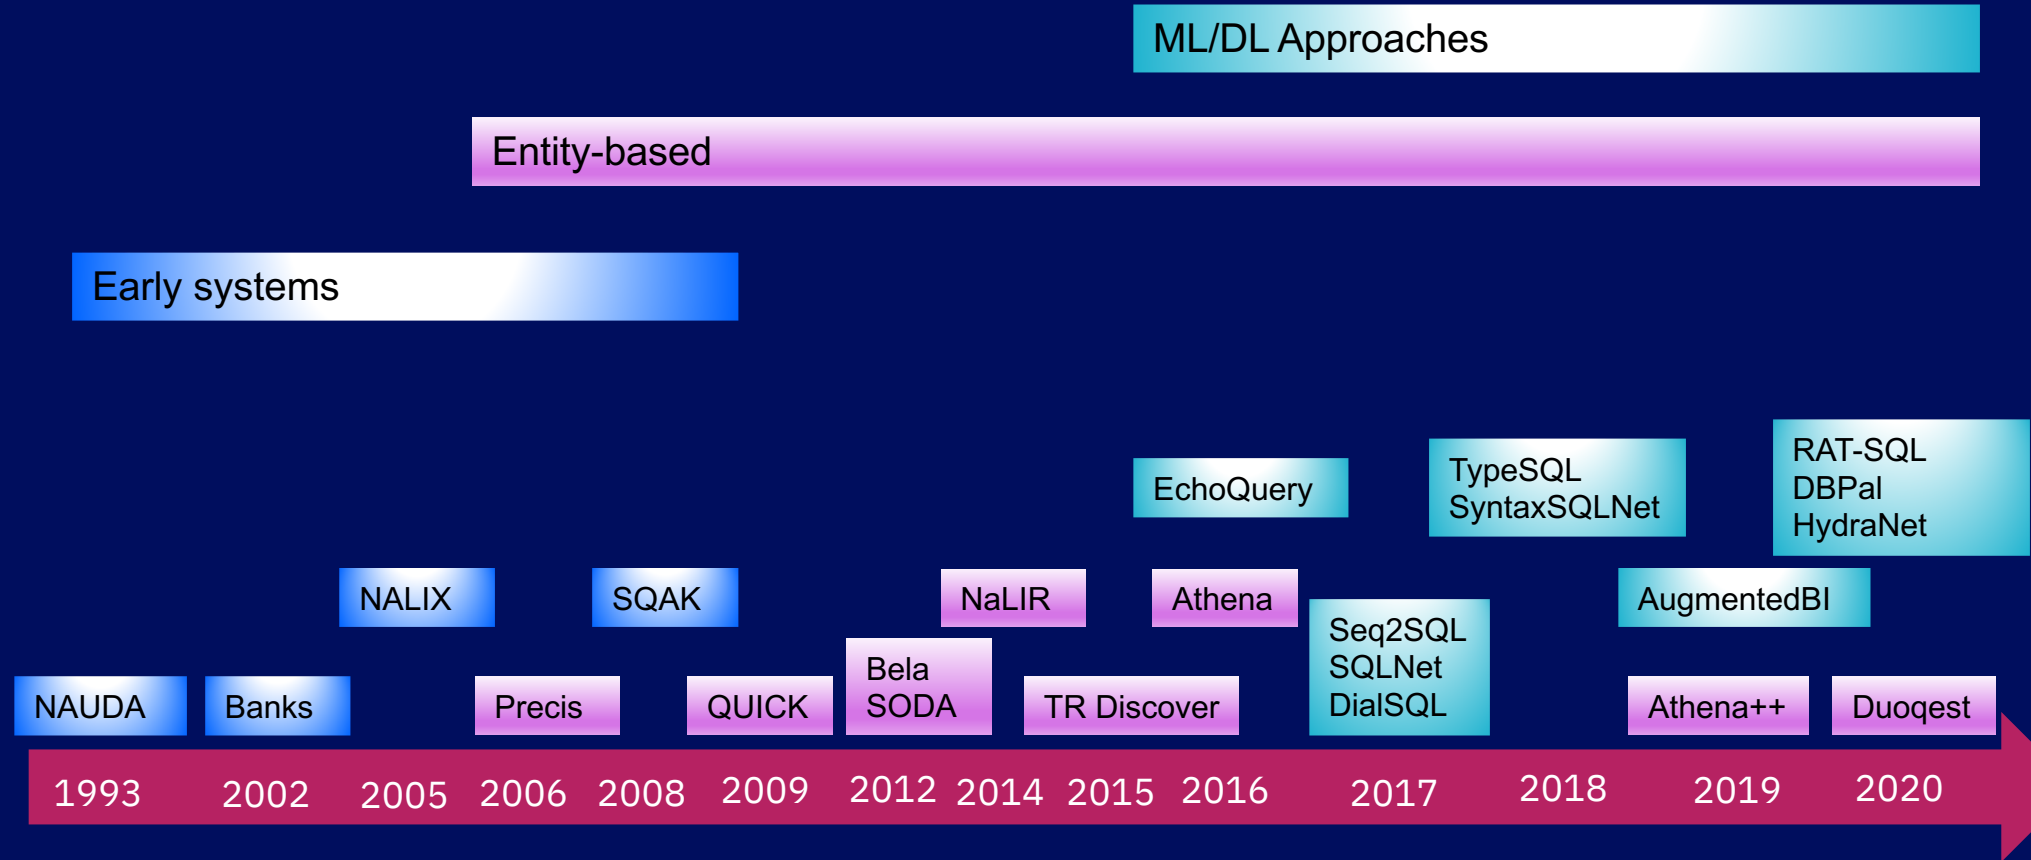 ML/DL Approaches
Entity-based
Early systems
RAT-SQL
DBPal
HydraNet
TypeSQL
SyntaxSQLNet
EchoQuery
NALIX
SQAK
NaLIR
Athena
AugmentedBI
Seq2SQL
SQLNet
DialSQL
Bela
SODA
NAUDA
Banks
Precis
QUICK
TR Discover
Athena++
Duoqest
1993
2002
2005
2006
2008
2009
2012
2014
2015
2016
2017
2018
2019
2020